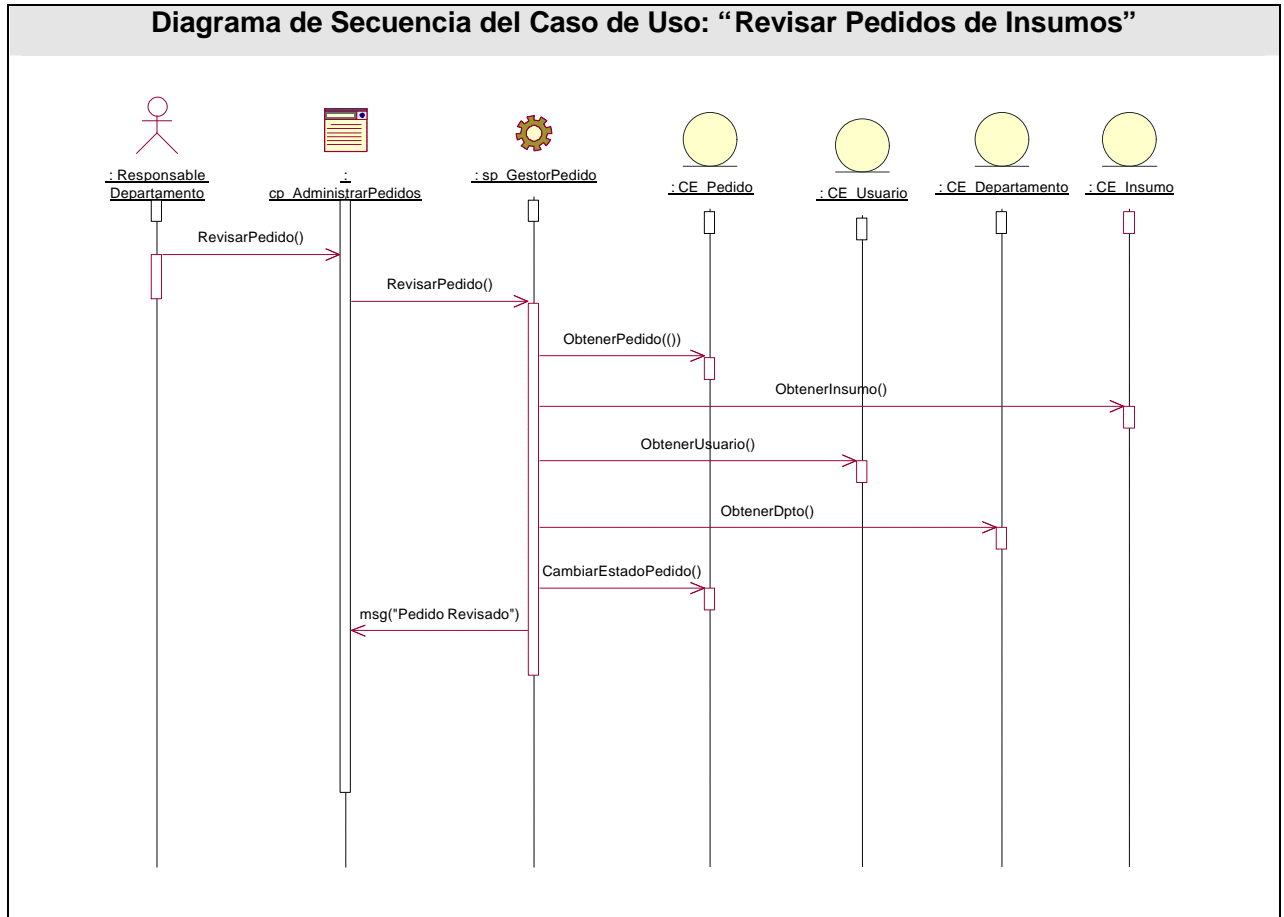 Diagrama de Secuencia del Caso de Uso: “Revisar Pedidos de Insumos”
: Responsable
Departamento
:
cp_AdministrarPedidos
: sp_GestorPedido
: CE_Pedido
: CE_Usuario
: CE_Departamento
: CE_Insumo
RevisarPedido()
RevisarPedido()
ObtenerPedido(())
ObtenerInsumo()
ObtenerUsuario()
ObtenerDpto()
CambiarEstadoPedido()
msg("Pedido Revisado")